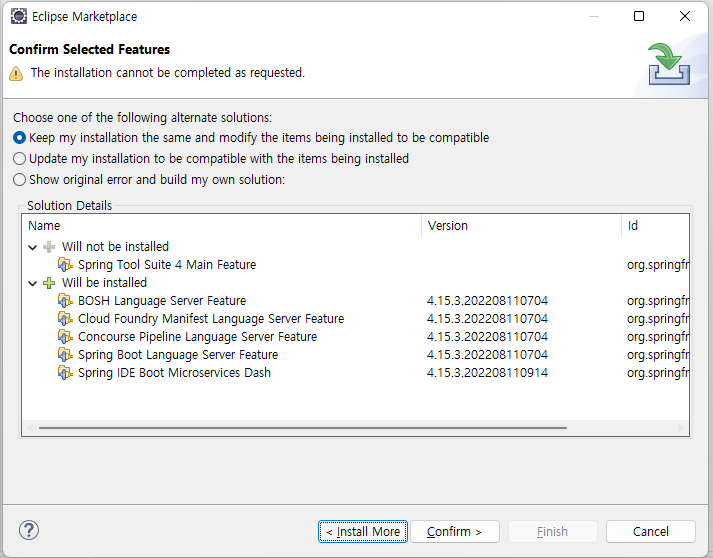 Eclipse Marketplace
Confirm Selected Features
The installation cannot be completed as requested.
Choose one of the following alternate solutions:
Keep my installation the same and modify the items being installed to be compatible
Update my installation to be compatible with the items being installed
Show original error and build my own solution:
Solution Details
Name Version Id
Will not be installed
Spring Tool Suite 4 Main Feature org.springfr
Will be installed
BOSH Language Server Feature 4.15.3.202208110704 org.springfr
Cloud Foundry Manifest Language Server Feature 4.15.3.202208110704 org.springfr
Concourse Pipeline Language Server Feature 4.15.3.202208110704 org.springfr
Spring Boot Language Server Feature 4.15.3.202208110704 org.springfr
Spring IDE Boot Microservices Dash 4.15.3.202208110914 org.springfr
? < Install More Confirm > Finish Cancel